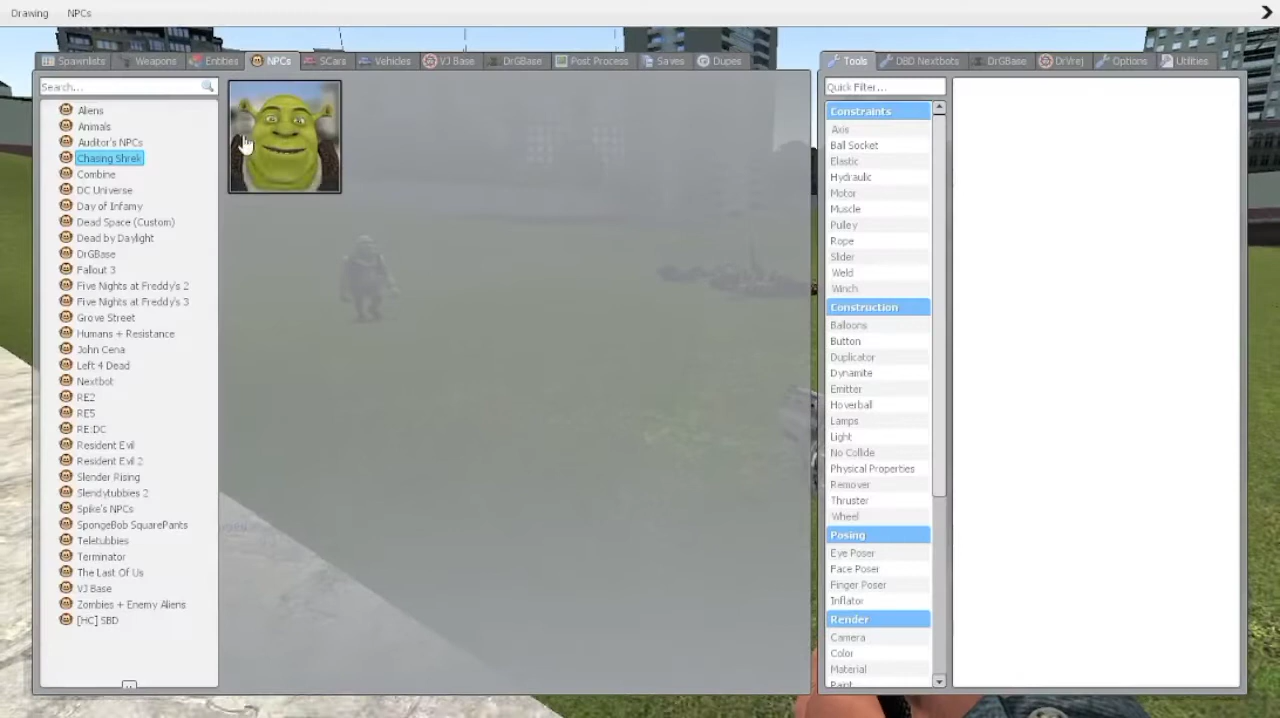 Drawing NPCs
Spawnlists Weapons Entities NPCs SCars Vehicles VJ Base DrGBase Post Process Saves Dupes
Search...
Aliens
Animals
Auditor's NPCs
Chasing Shrek
Combine
DC Universe
Day of Infamy
Dead Space (Custom)
Dead by Daylight
DrGBase
Fallout 3
Five Nights at Freddy's 2
Five Nights at Freddy's 3
Grove Street
Humans + Resistance
John Cena
Left 4 Dead
Nextbot
RE2
RE5
RE:DC
Resident Evil
Resident Evil 2
Slender Rising
Slendytubbies 2
Spike's NPCs
SpongeBob SquarePants
Teletubbies
Terminator
The Last Of Us
VJ Base
Zombies + Enemy Aliens
[HC] SBD
...
Tools DBD Nextbots DrGBase DrVrej Options Utilities
Quick Filter...
Constraints
Axis
Ball Socket
Elastic
Hydraulic
Motor
Muscle
Pulley
Rope
Slider
Weld
Winch
Construction
Balloons
Button
Duplicator
Dynamite
Emitter
Hoverball
Lamps
Light
No Collide
Physical Properties
Remover
Thruster
Wheel
Posing
Eye Poser
Face Poser
Finger Poser
Inflator
Render
Camera
Color
Material
Paint